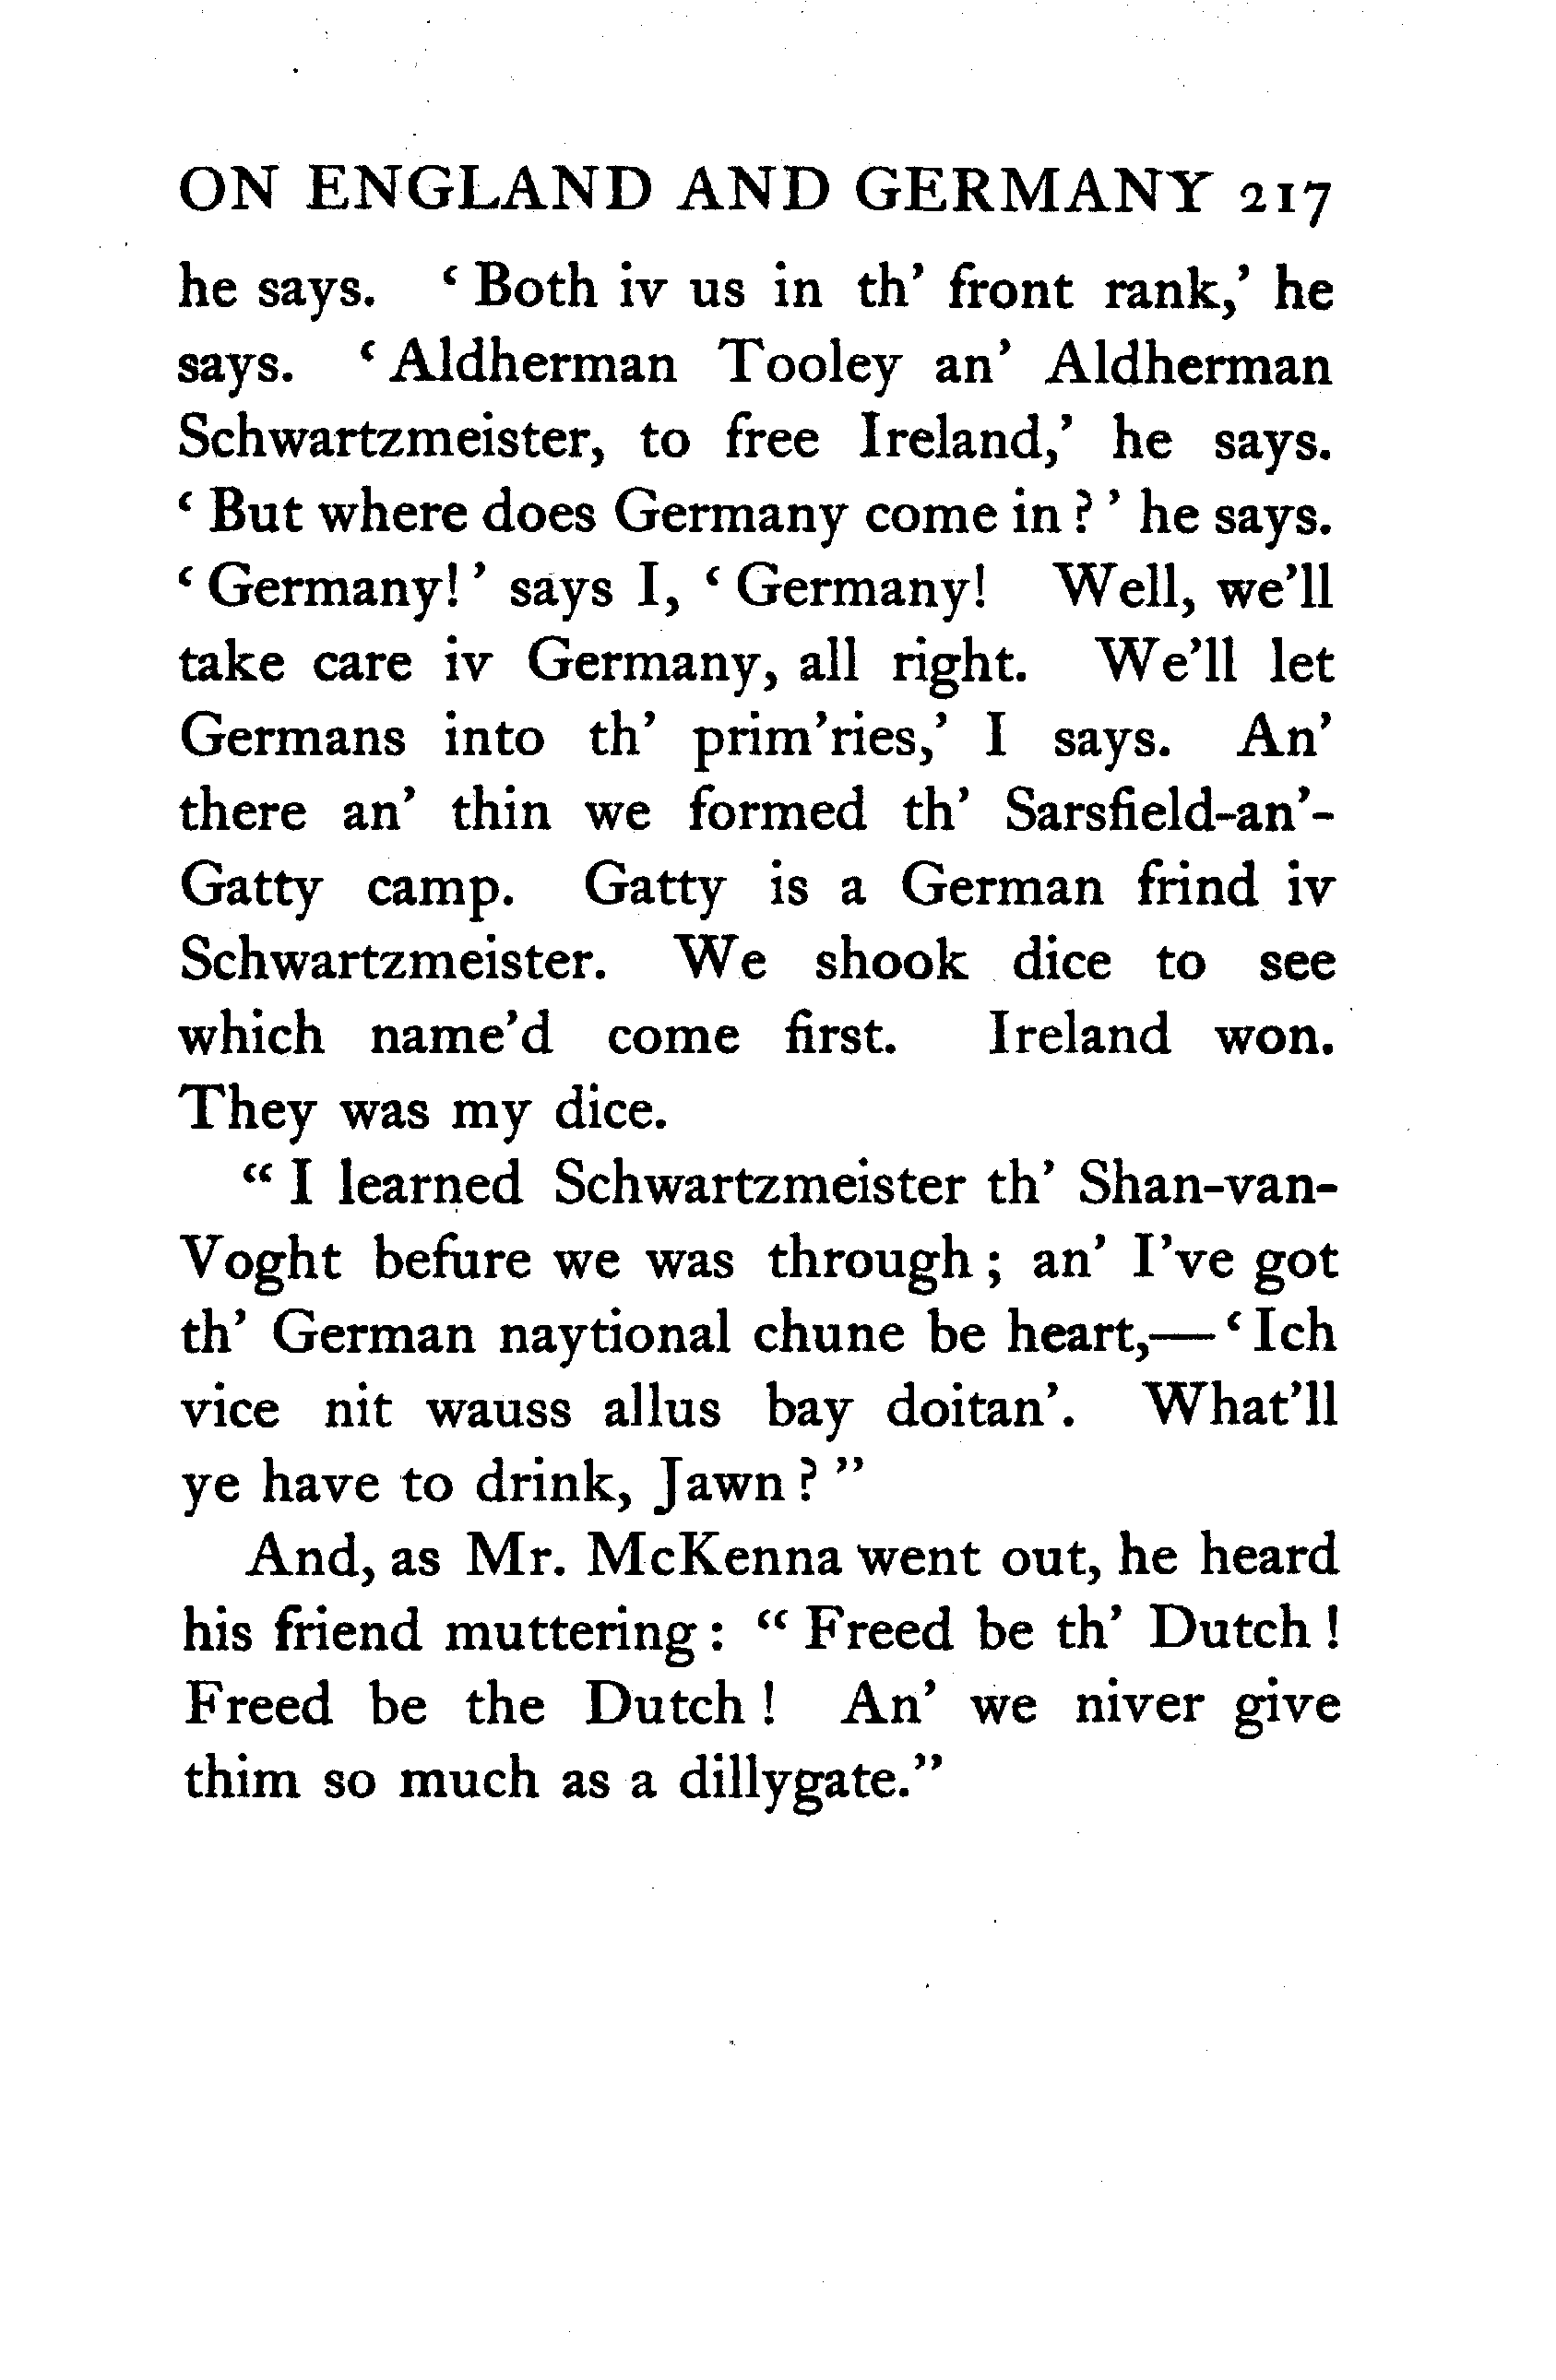 ON ENGLAND AND GERMANY 217
he says. ‘Both iv us in th’ front rank,’ he
says. ‘Aldherman Tooley an’ Aldherman
Schwartzmeister, to free Ireland,’ he says.
‘But where does Germany come in?’ he says.
‘Germany!’ says I, ‘Germany! Well, we’ll
take care iv Germany, all right. We’ll let
Germans into th’ prim’ries,’ I says. An’
there an’ thin we formed th’ Sarsfield-an’-
Gatty camp. Gatty is a German frind iv
Schwartzmeister. We shook dice to see
which name’d come first. Ireland won.
They was my dice.
“I learned Schwartzmeister th’ Shan-van-
Voght befure we was through; an’ I’ve got
th’ German naytional chune be heart,—‘Ich
vice nit wauss allus bay doitan’. What’ll
ye have to drink, Jawn?”
And, as Mr. McKenna went out, he heard
his friend muttering: “Freed be th’ Dutch!
Freed be the Dutch! An’ we niver give
thim so much as a dillygate.”